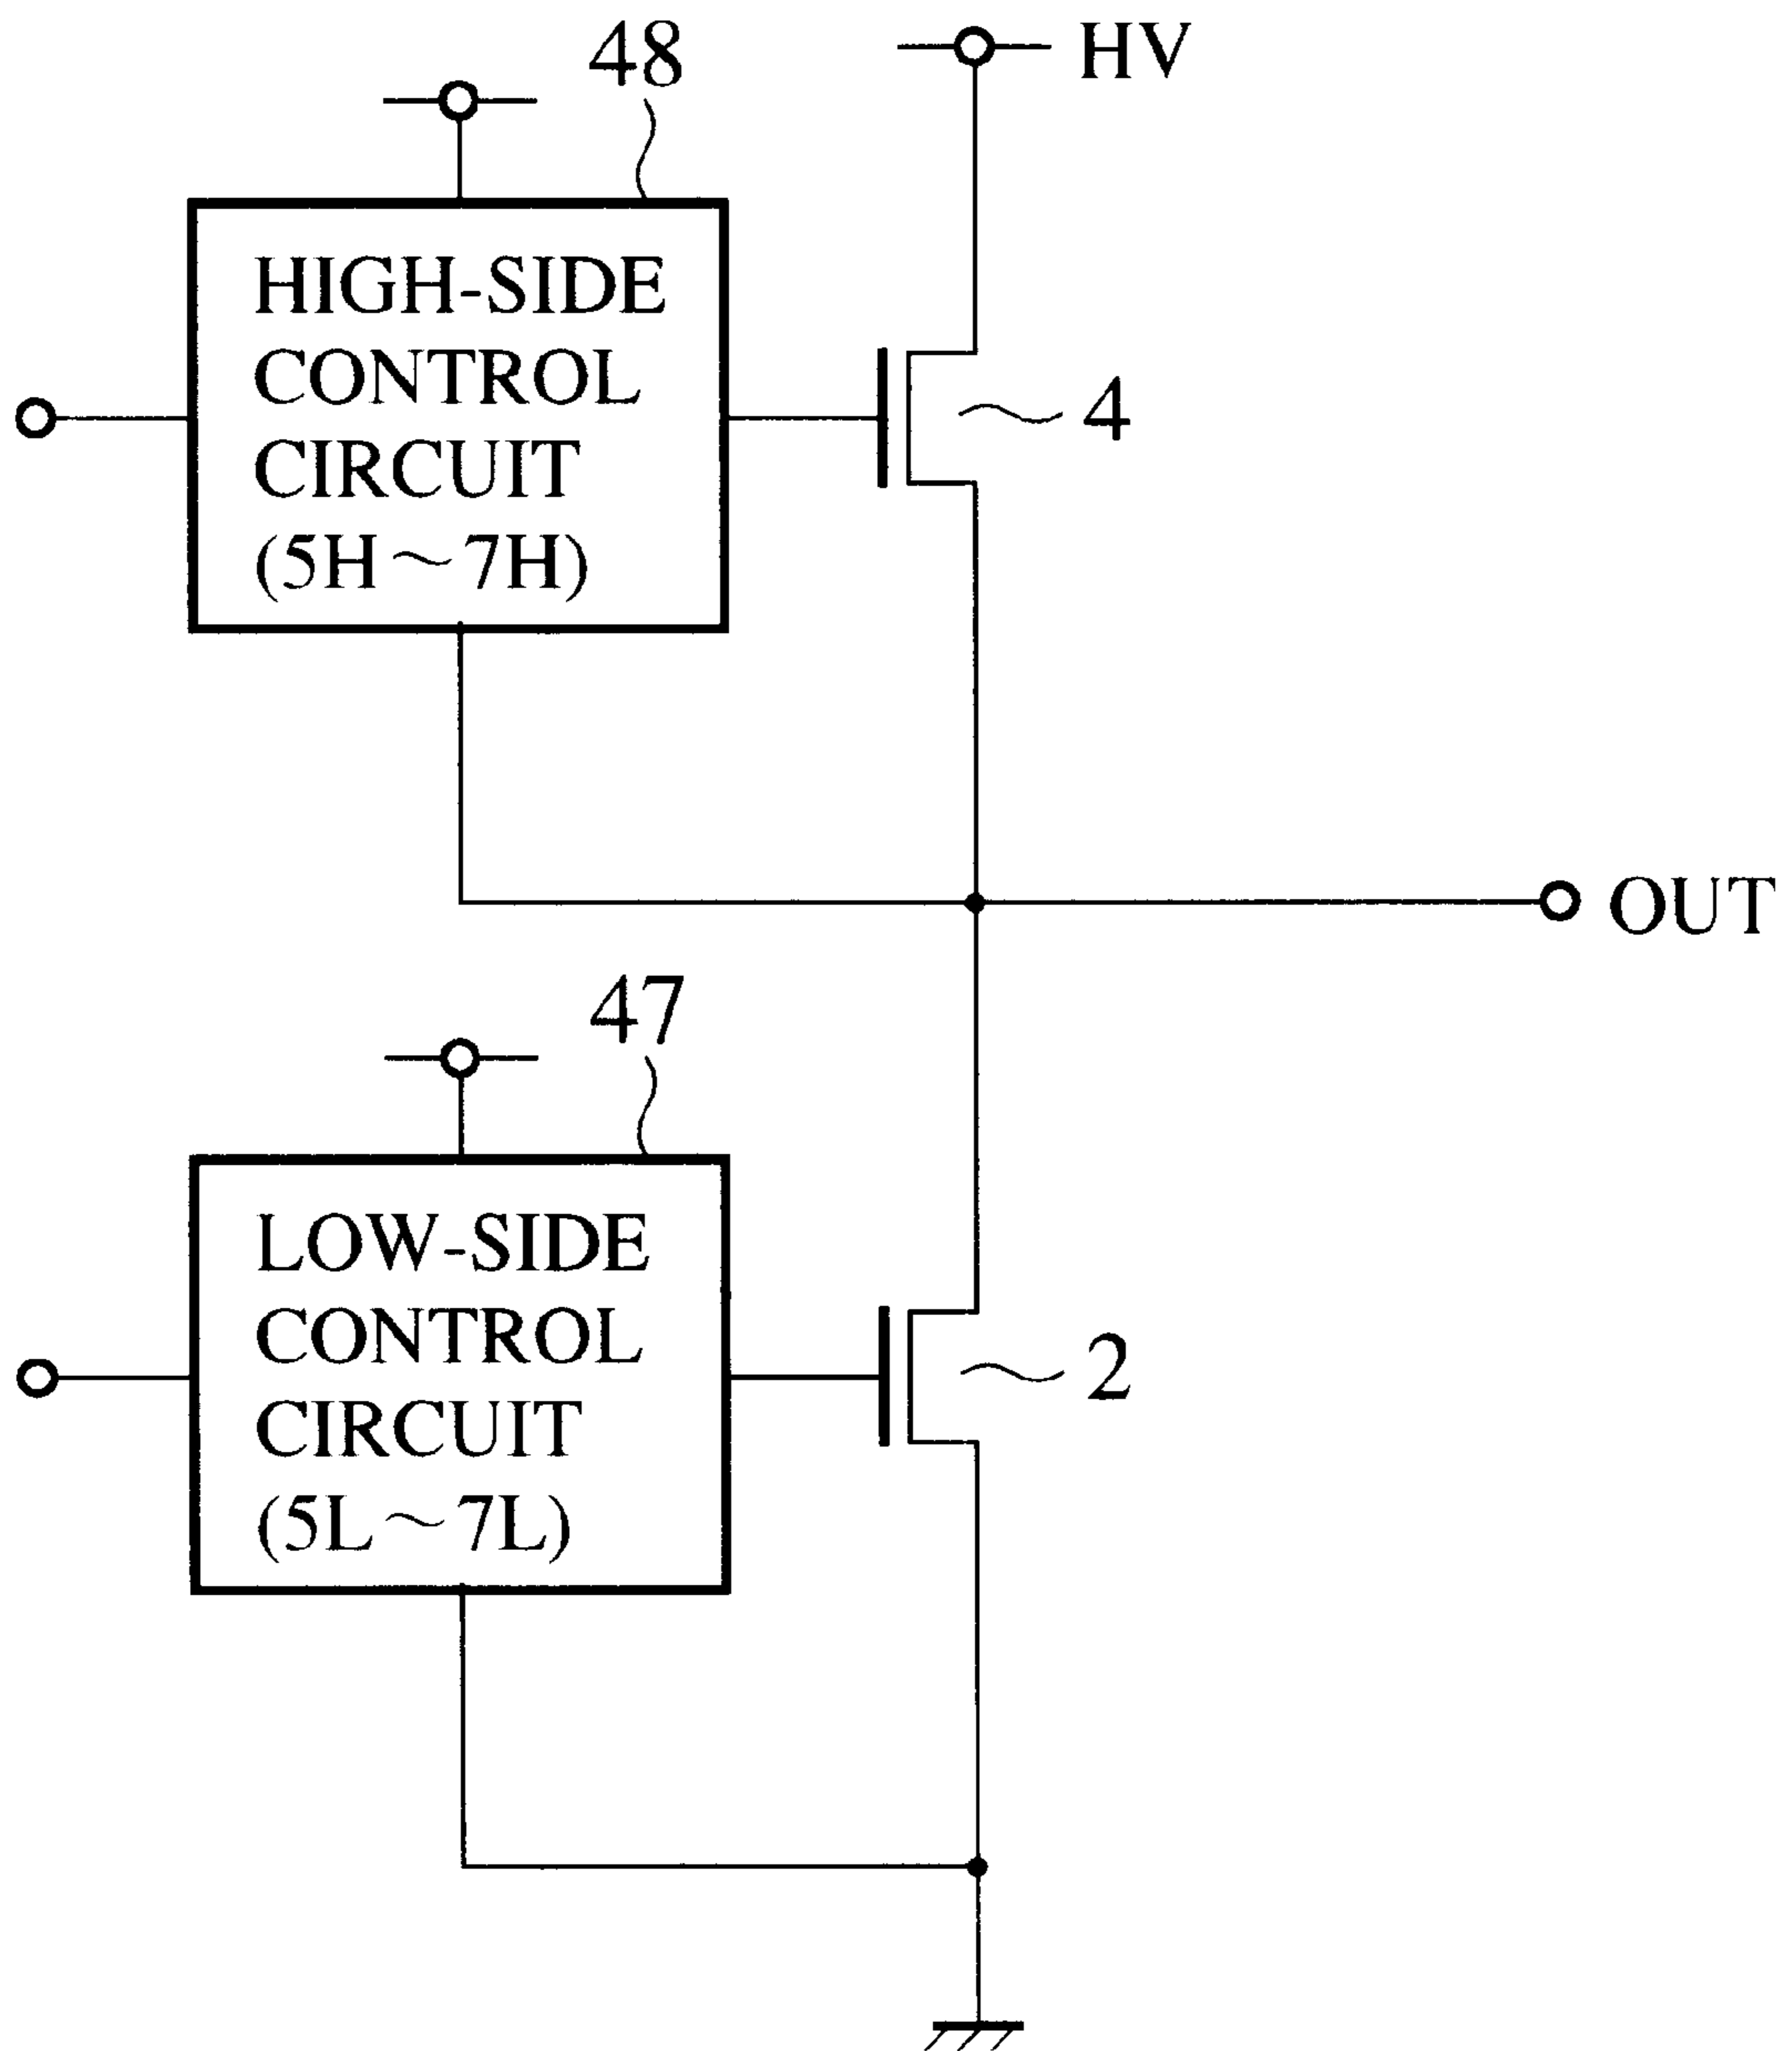 48
HV
HIGH-SIDE
CONTROL
CIRCUIT
(5H～7H)
4
OUT
47
LOW-SIDE
CONTROL
CIRCUIT
(5L～7L)
2